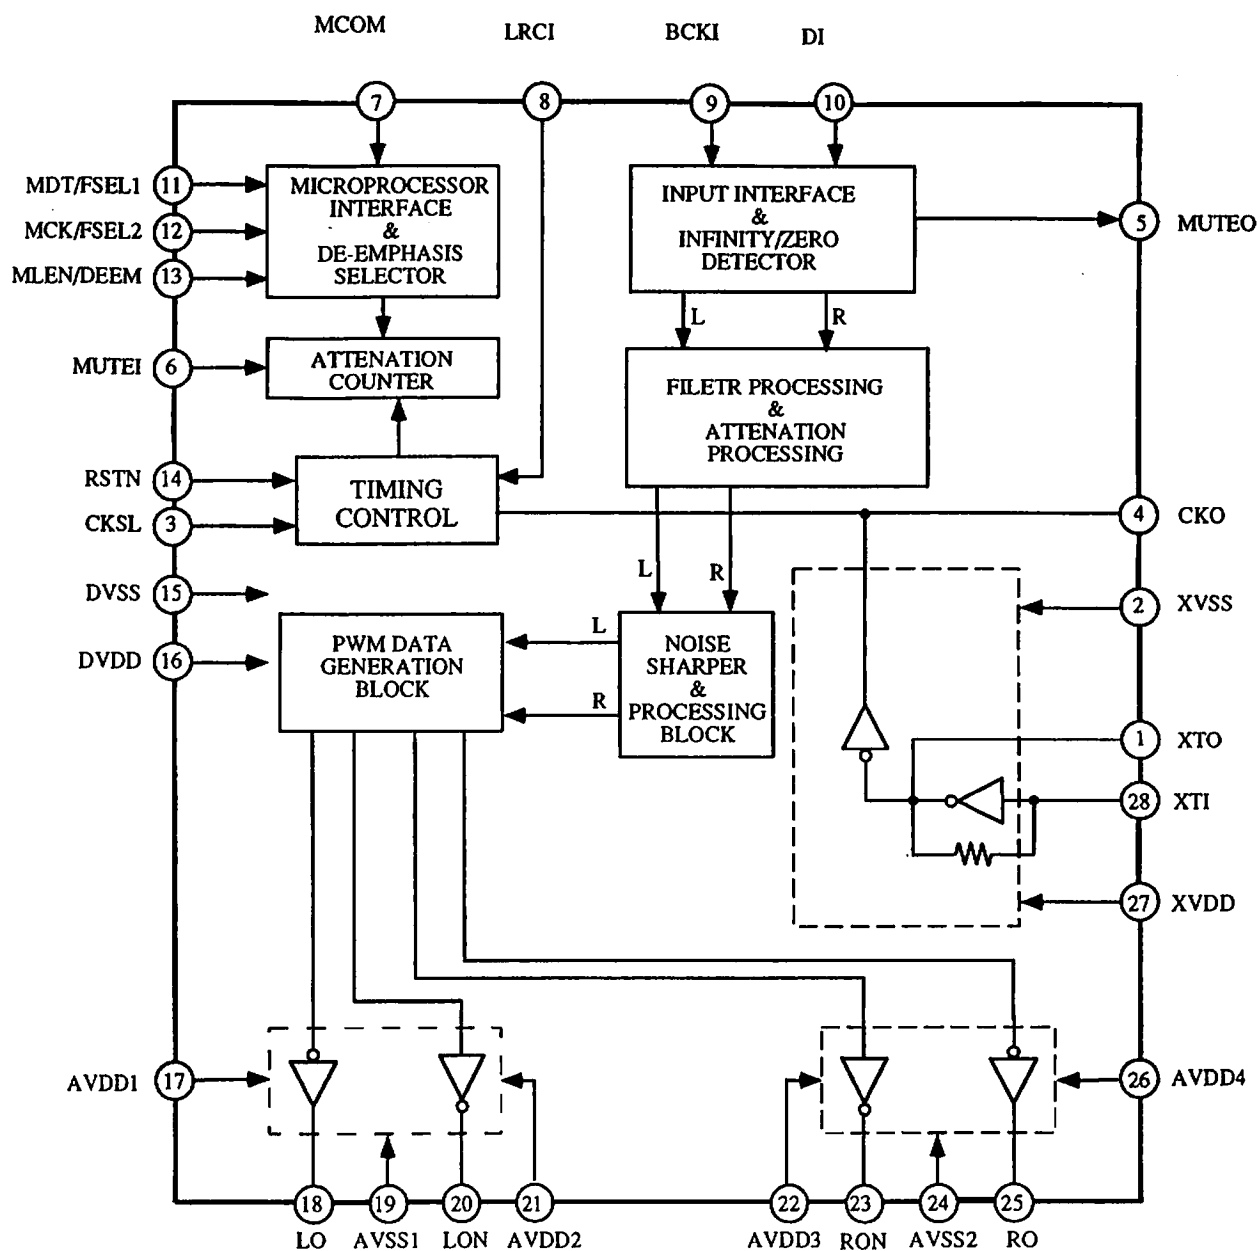 MCOM
LRCI
BCKI
DI
7
8
9
10
MDT/FSEL1
11
MCK/FSEL2
12
MLEN/DEEM
13
MICROPROCESSOR
INTERFACE
&
DE-EMPHASIS
SELECTOR
INPUT INTERFACE
&
INFINITY/ZERO
DETECTOR
5
MUTEO
L
R
MUTEI
6
ATTENATION
COUNTER
FILETR PROCESSING
&
ATTENATION
PROCESSING
RSTN
14
CKSL
3
TIMING
CONTROL
4
CKO
L
R
DVSS
15
2
XVSS
DVDD
16
PWM DATA
GENERATION
BLOCK
L
R
NOISE
SHARPER
&
PROCESSING
BLOCK
1
XTO
28
XTI
27
XVDD
AVDD1
17
26
AVDD4
18
19
20
21
22
23
24
25
LO
AVSS1
LON
AVDD2
AVDD3
RON
AVSS2
RO